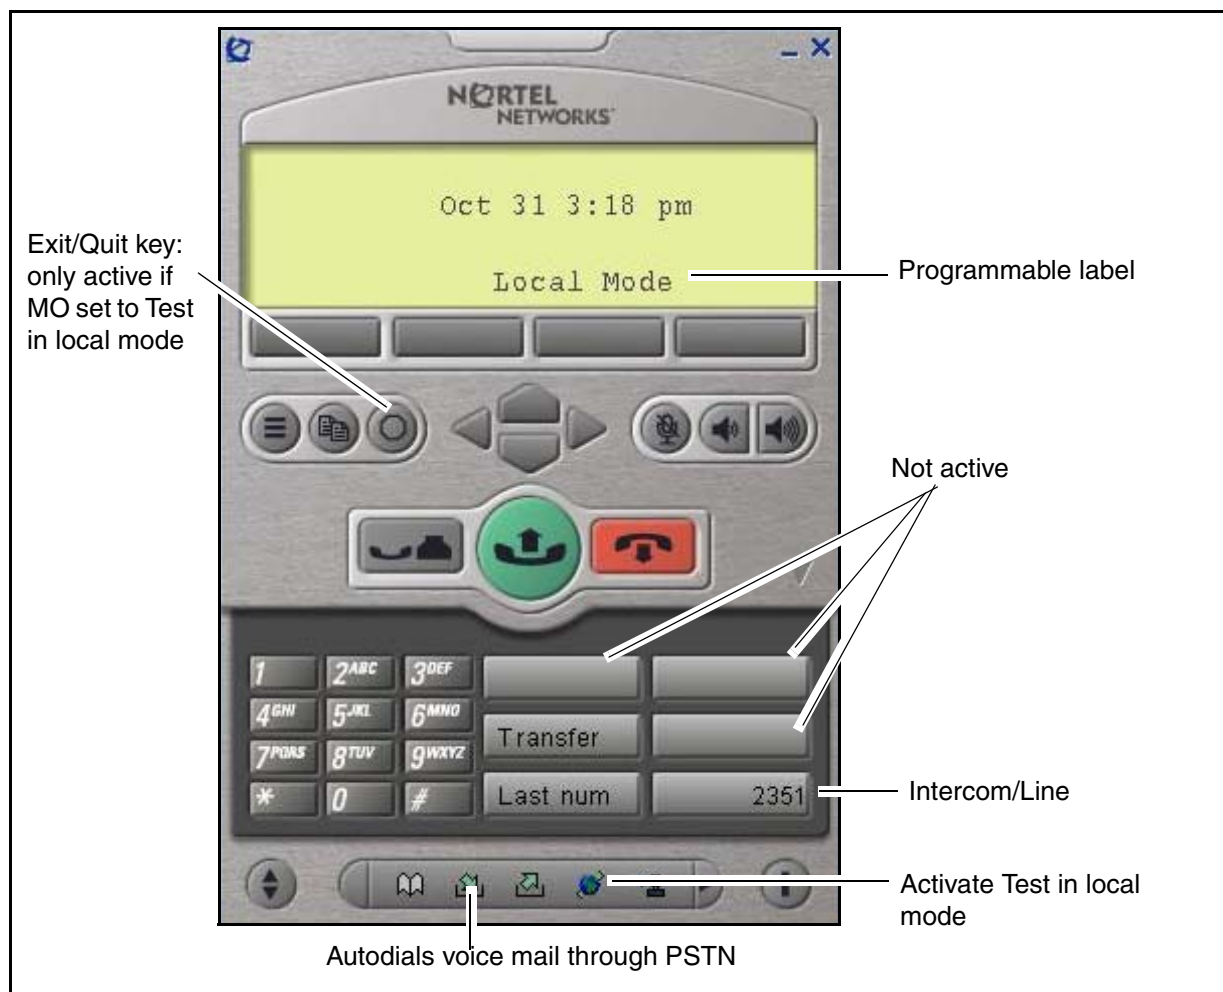 NORTEL
NETWORKS
Oct 31 3:18 pm
Local Mode
Exit/Quit key:
only active if
MO set to Test
in local mode
Programmable label
Not active
1 2ABC 3DEF
4GHI 5JKL 6MNO
7PQRS 8TUV 9WXYZ
* 0 #
Transfer
Last num
2351
Intercom/Line
Activate Test in local
mode
Autodials voice mail through PSTN